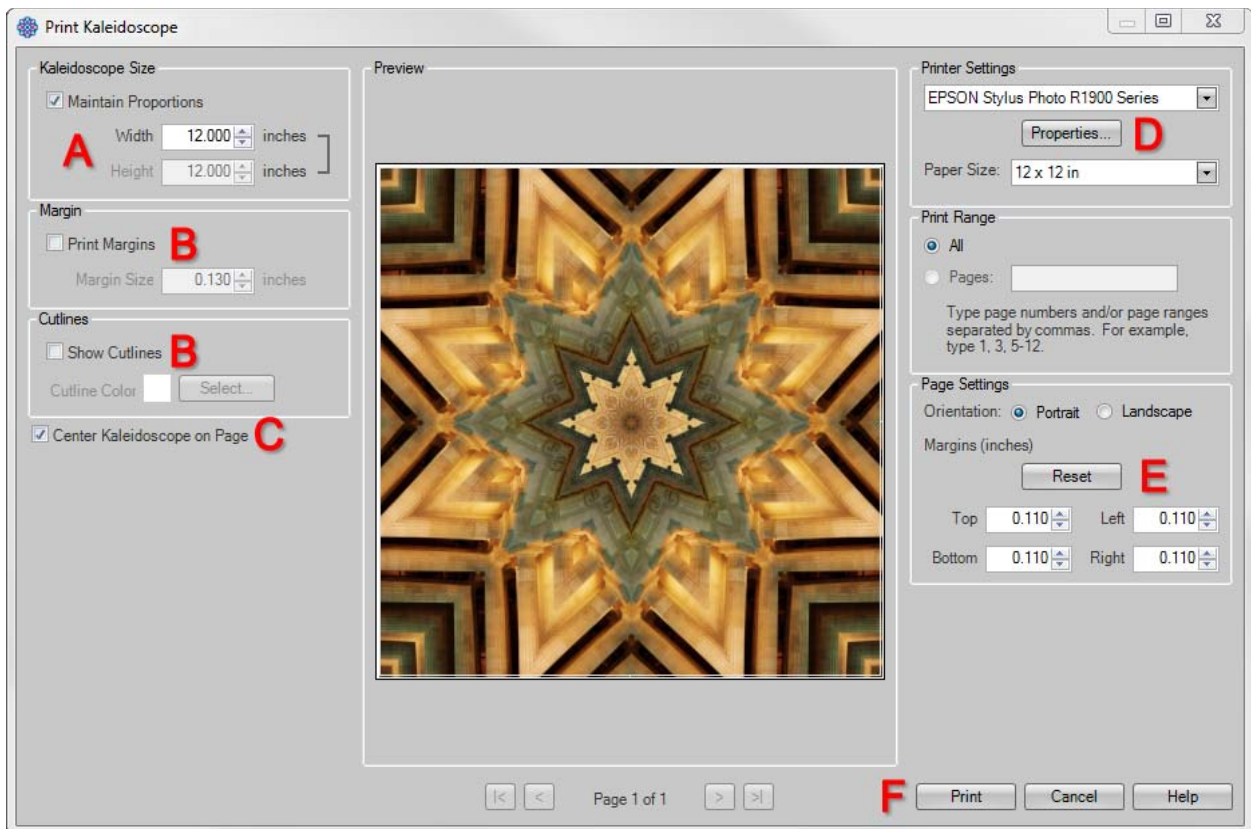 Print Kaleidoscope
Kaleidoscope Size
Maintain Proportions
A
Width 12.000 inches
Height 12.000 inches
Margin
Print Margins B
Margin Size 0.130 inches
Cutlines
Show Cutlines B
Cutline Color Select...
Center Kaleidoscope on Page C
Preview
Page 1 of 1
Printer Settings
EPSON Stylus Photo R1900 Series
Properties... D
Paper Size: 12 x 12 in
Print Range
All
Pages:
Type page numbers and/or page ranges
separated by commas. For example,
type 1, 3, 5-12.
Page Settings
Orientation: Portrait Landscape
Margins (inches)
Reset E
Top 0.110 Left 0.110
Bottom 0.110 Right 0.110
F Print Cancel Help